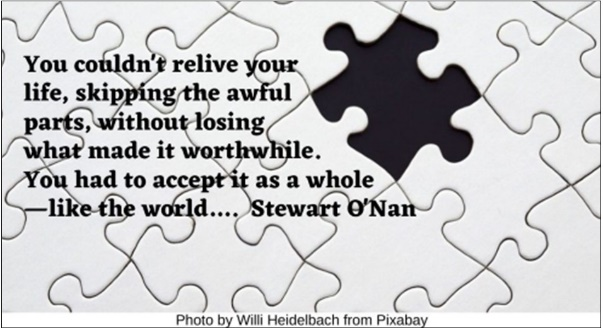 You couldn't relive your
life, skipping the awful
parts, without losing
what made it worthwhile.
You had to accept it as a whole
—like the world.... Stewart O'Nan
Photo by Willi Heidelbach from Pixabay